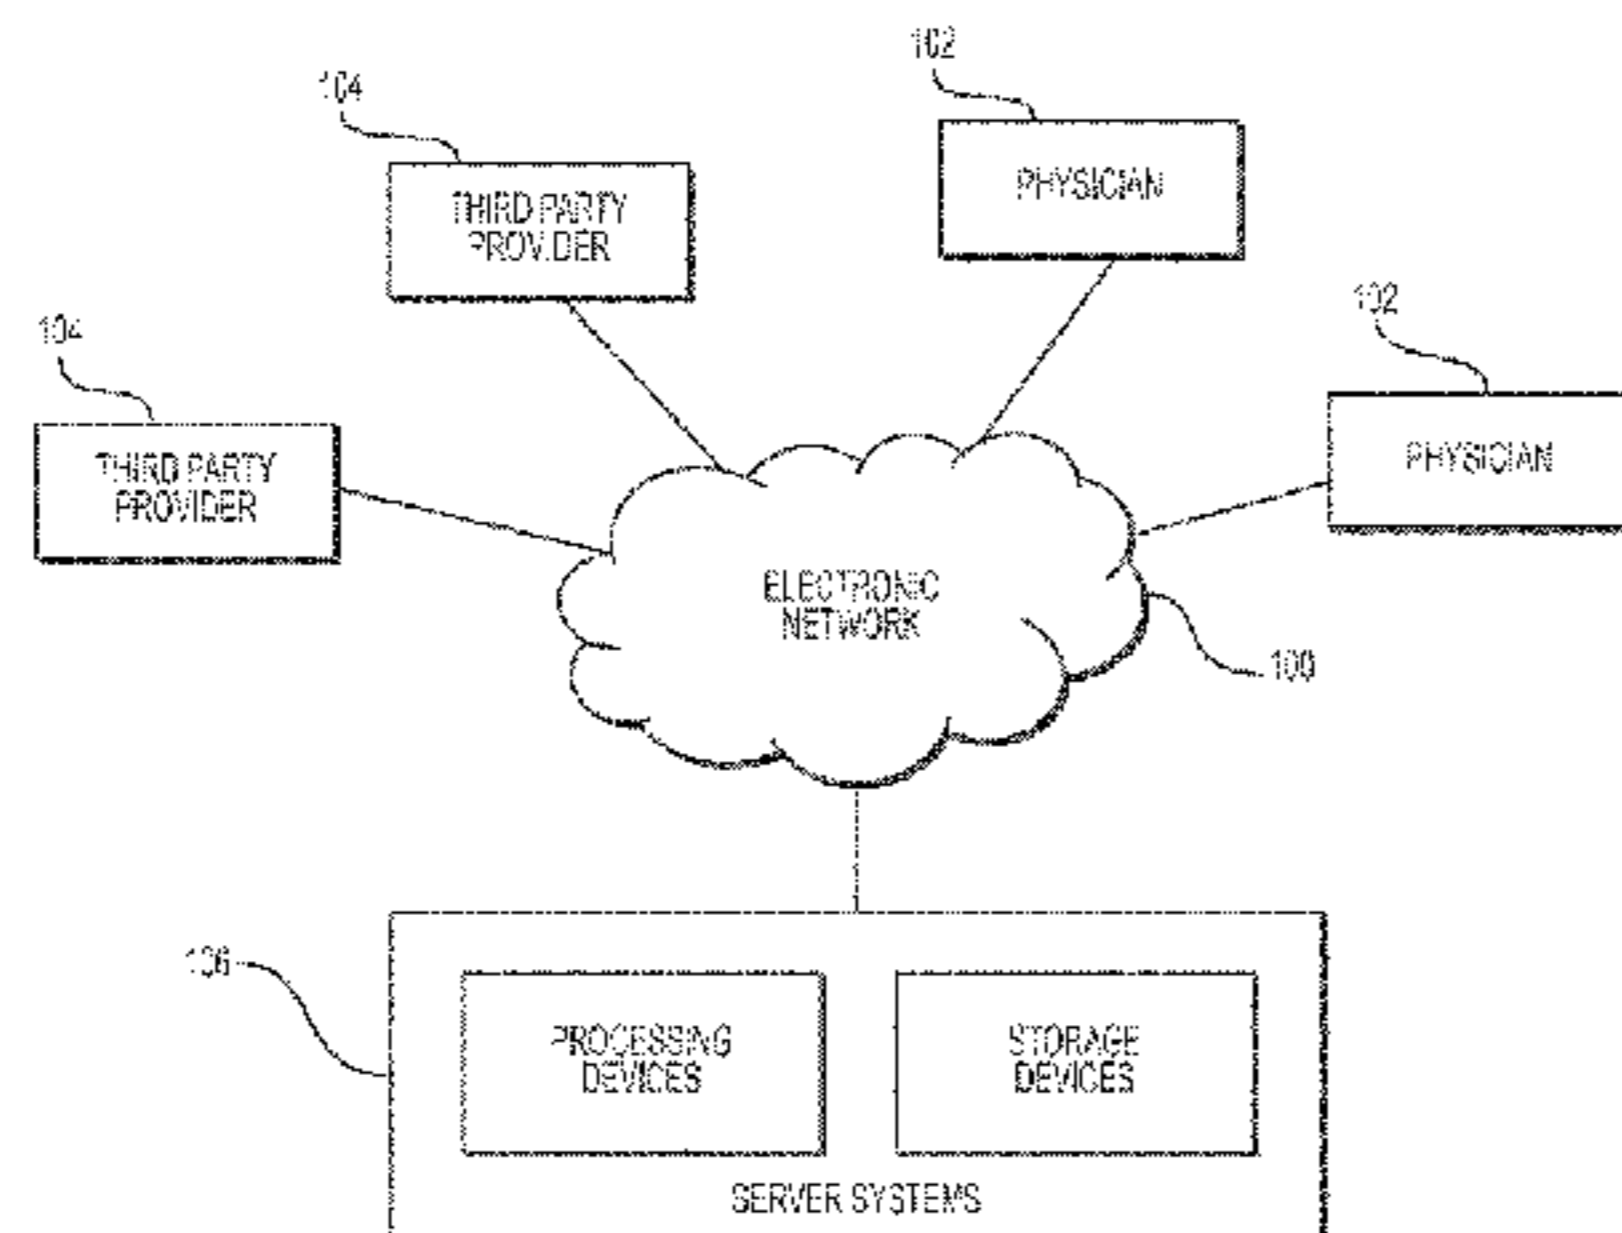 102
104
PHYSICIAN
THIRD PARTY
PROVIDER
102
104
PHYSICIAN
THIRD PARTY
PROVIDER
ELECTRONIC
NETWORK
100
106
PROCESSING
DEVICES
STORAGE
DEVICES
SERVER SYSTEMS